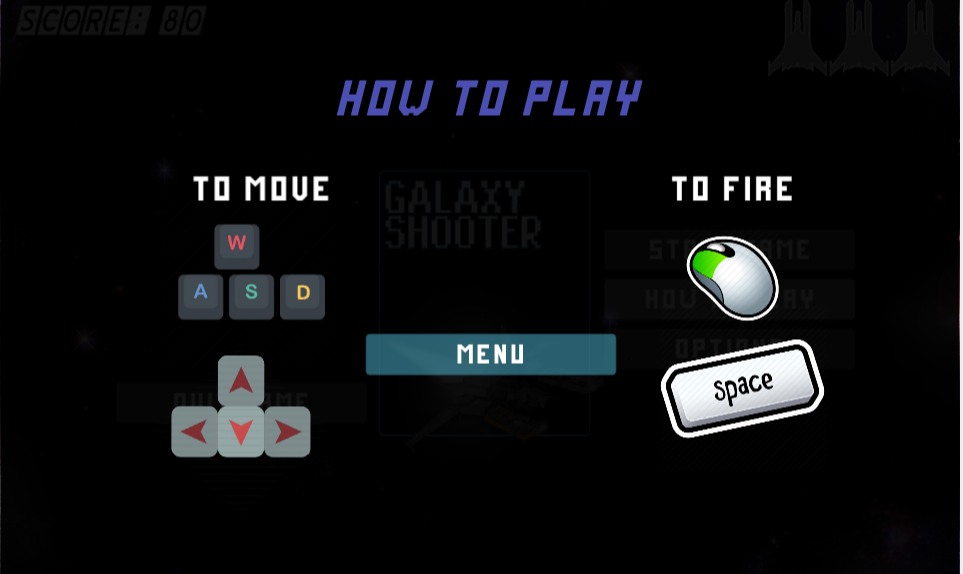 SCORE: 80
HOW TO PLAY
TO MOVE
TO FIRE
GALAXY
SHOOTER
W
A S D
MENU
space